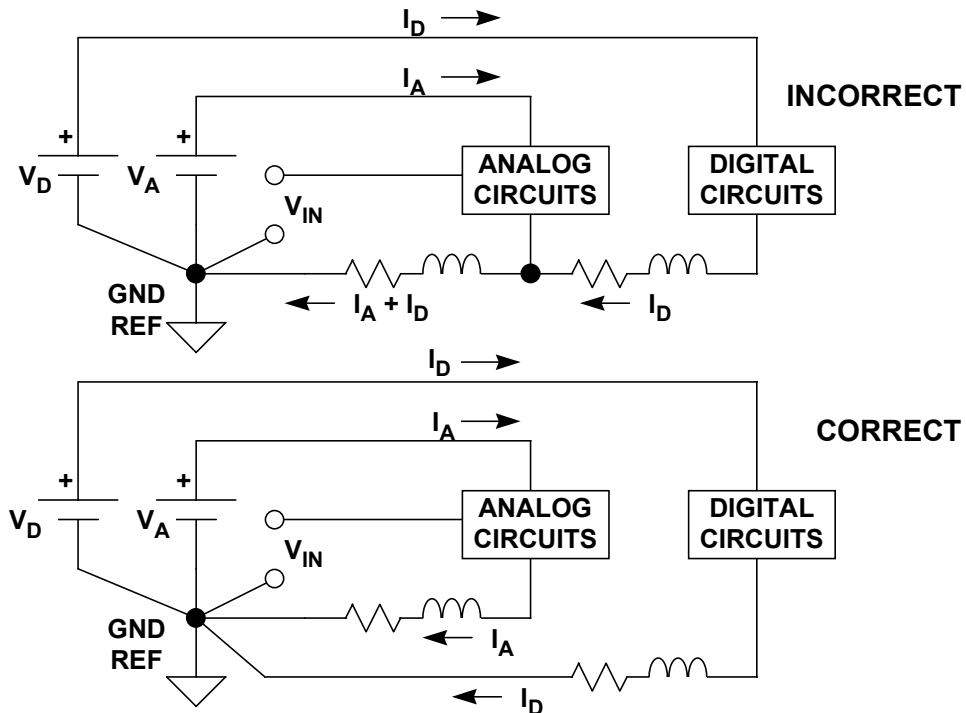 I_D
I_A
INCORRECT
+
+
V_D
V_A
V_IN
ANALOG
CIRCUITS
DIGITAL
CIRCUITS
GND
REF
I_A + I_D
I_D
I_D
I_A
CORRECT
+
+
V_D
V_A
V_IN
ANALOG
CIRCUITS
DIGITAL
CIRCUITS
GND
REF
I_A
I_D